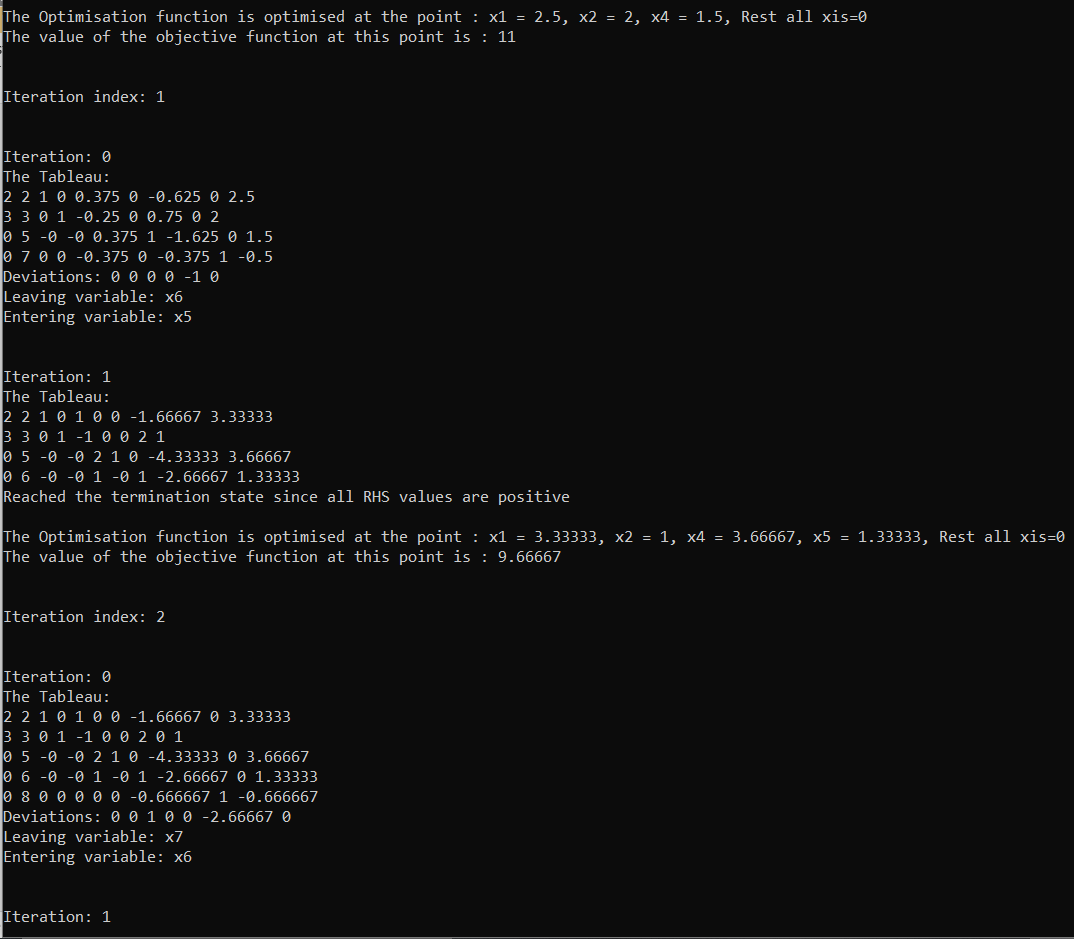 The Optimisation function is optimised at the point : x1 = 2.5, x2 = 2, x4 = 1.5, Rest all xis=0
The value of the objective function at this point is : 11
Iteration index: 1
Iteration: 0
The Tableau:
2 2 1 0 0.375 0 -0.625 0 2.5
3 3 0 1 -0.25 0 0.75 0 2
0 5 -0 -0 0.375 1 -1.625 0 1.5
0 7 0 0 -0.375 0 -0.375 1 -0.5
Deviations: 0 0 0 0 -1 0
Leaving variable: x6
Entering variable: x5
Iteration: 1
The Tableau:
2 2 1 0 1 0 0 -1.66667 3.33333
3 3 0 1 -1 0 0 2 1
0 5 -0 -0 2 1 0 -4.33333 3.66667
0 6 -0 -0 1 -0 1 -2.66667 1.33333
Reached the termination state since all RHS values are positive
The Optimisation function is optimised at the point : x1 = 3.33333, x2 = 1, x4 = 3.66667, x5 = 1.33333, Rest all xis=0
The value of the objective function at this point is : 9.66667
Iteration index: 2
Iteration: 0
The Tableau:
2 2 1 0 1 0 0 -1.66667 0 3.33333
3 3 0 1 -1 0 0 2 0 1
0 5 -0 -0 2 1 0 -4.33333 0 3.66667
0 6 -0 -0 1 -0 1 -2.66667 0 1.33333
0 8 0 0 0 0 0 -0.666667 1 -0.666667
Deviations: 0 0 1 0 0 -2.66667 0
Leaving variable: x7
Entering variable: x6
Iteration: 1